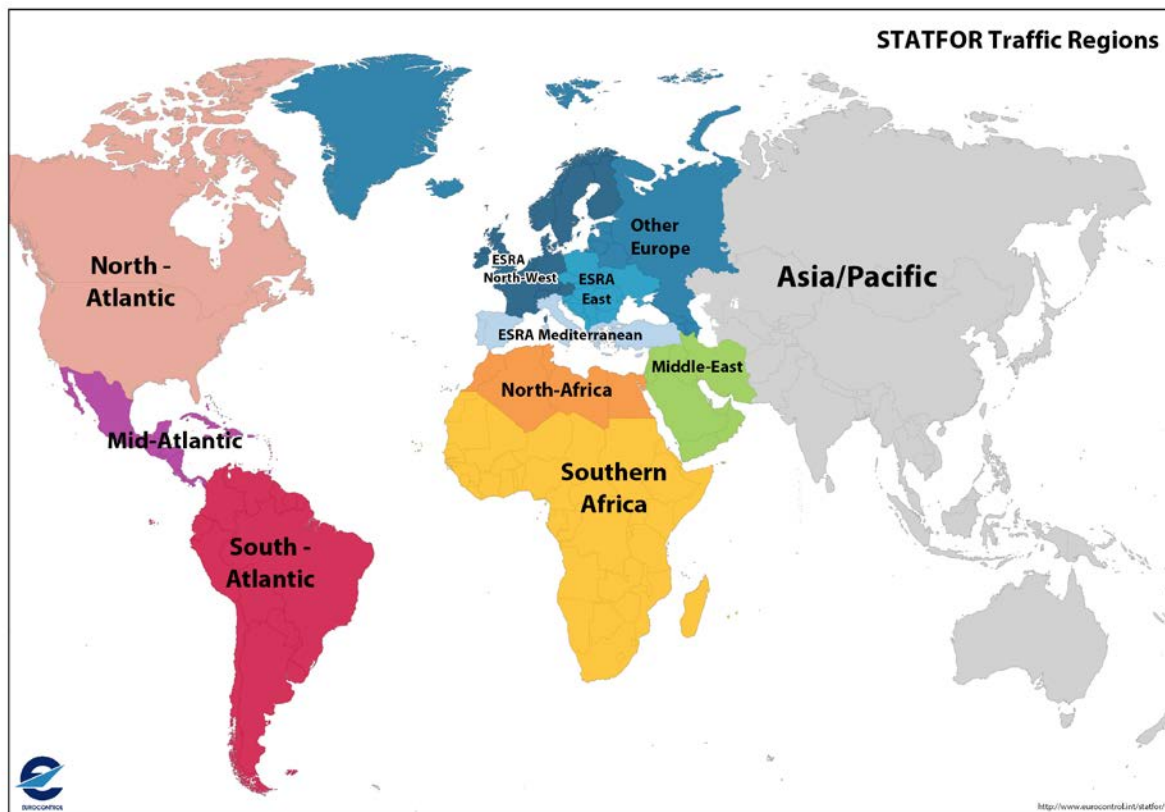 STATFOR Traffic Regions
North -
Atlantic
Other
Europe
ESRA
North-West
ESRA
East
Asia/Pacific
ESRA Mediterranean
Middle-East
North-Africa
Mid-Atlantic
Southern
Africa
South -
Atlantic
EUROCONTROL
http://www.eurocontrol.int/statfor/